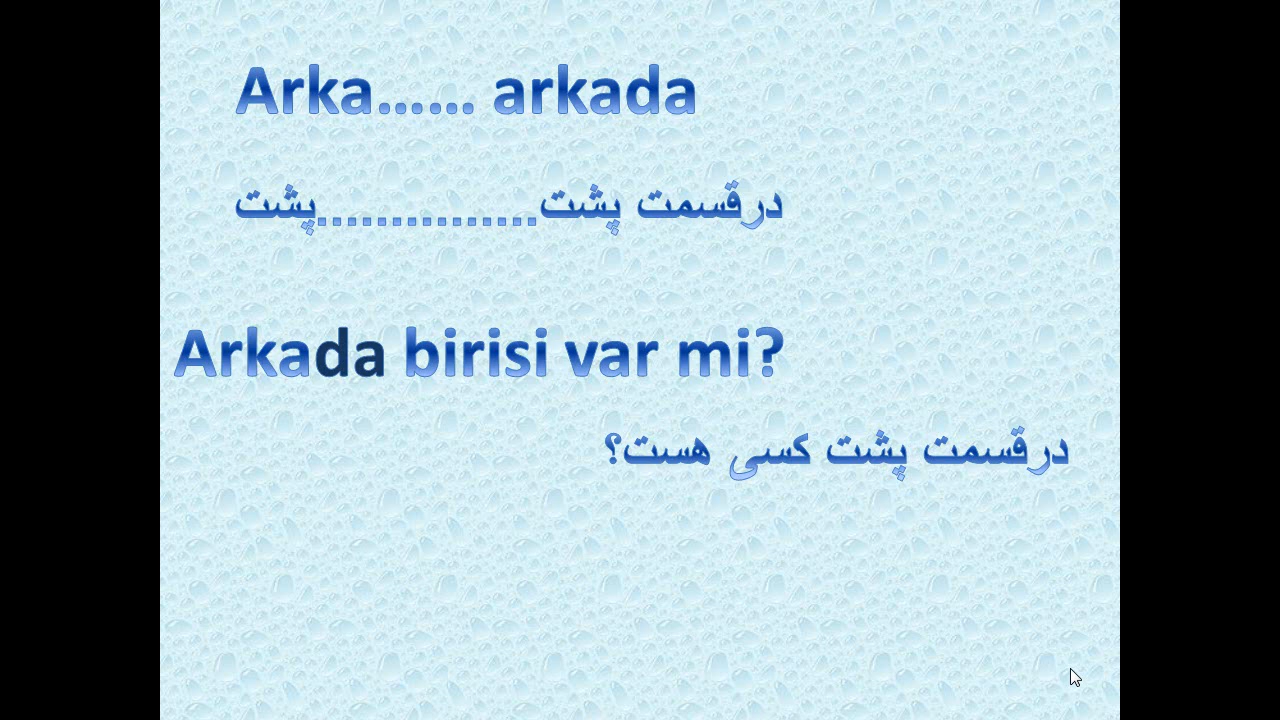 Arka...... arkada
درقسمت پشت...............پشت
Arkada birisi var mi?
درقسمت پشت کسی هست؟